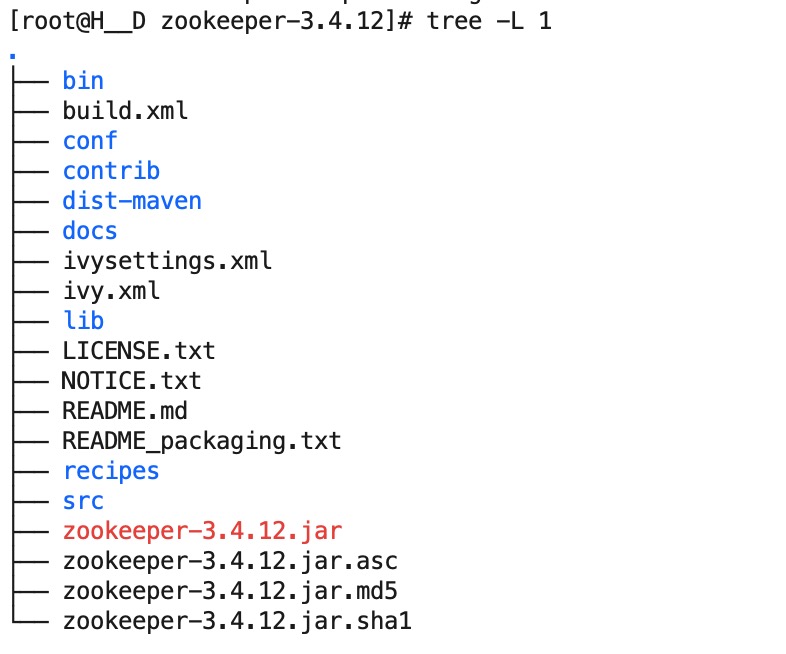 [root@H__D zookeeper-3.4.12]# tree -L 1
.
├── bin
├── build.xml
├── conf
├── contrib
├── dist-maven
├── docs
├── ivysettings.xml
├── ivy.xml
├── lib
├── LICENSE.txt
├── NOTICE.txt
├── README.md
├── README_packaging.txt
├── recipes
├── src
├── zookeeper-3.4.12.jar
├── zookeeper-3.4.12.jar.asc
├── zookeeper-3.4.12.jar.md5
└── zookeeper-3.4.12.jar.sha1